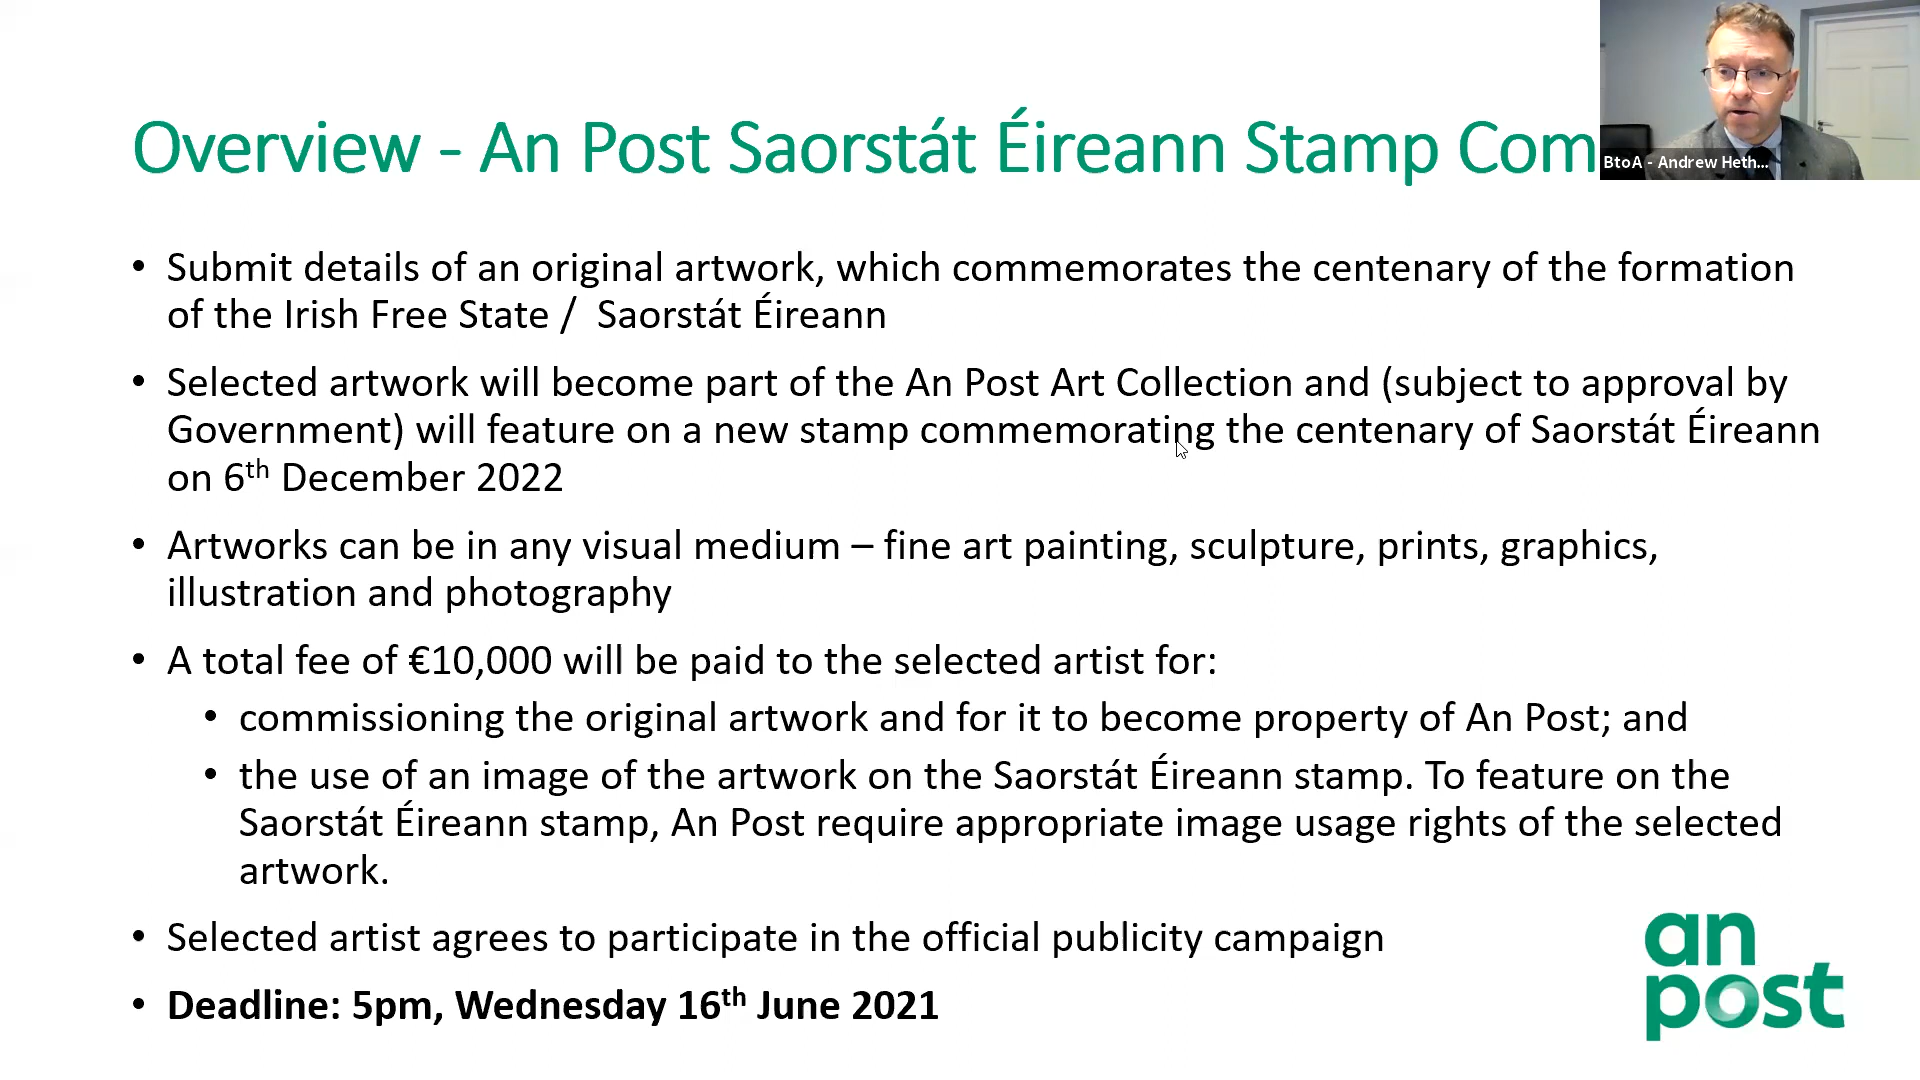 Overview - An Post Saorstát Éireann Stamp Com
BtoA - Andrew Heth...
• Submit details of an original artwork, which commemorates the centenary of the formation
of the Irish Free State /  Saorstát Éireann
• Selected artwork will become part of the An Post Art Collection and (subject to approval by
Government) will feature on a new stamp commemorating the centenary of Saorstát Éireann
on 6th December 2022
• Artworks can be in any visual medium – fine art painting, sculpture, prints, graphics,
illustration and photography
• A total fee of €10,000 will be paid to the selected artist for:
• commissioning the original artwork and for it to become property of An Post; and
• the use of an image of the artwork on the Saorstát Éireann stamp. To feature on the
Saorstát Éireann stamp, An Post require appropriate image usage rights of the selected
artwork.
• Selected artist agrees to participate in the official publicity campaign
• Deadline: 5pm, Wednesday 16th June 2021
an
post